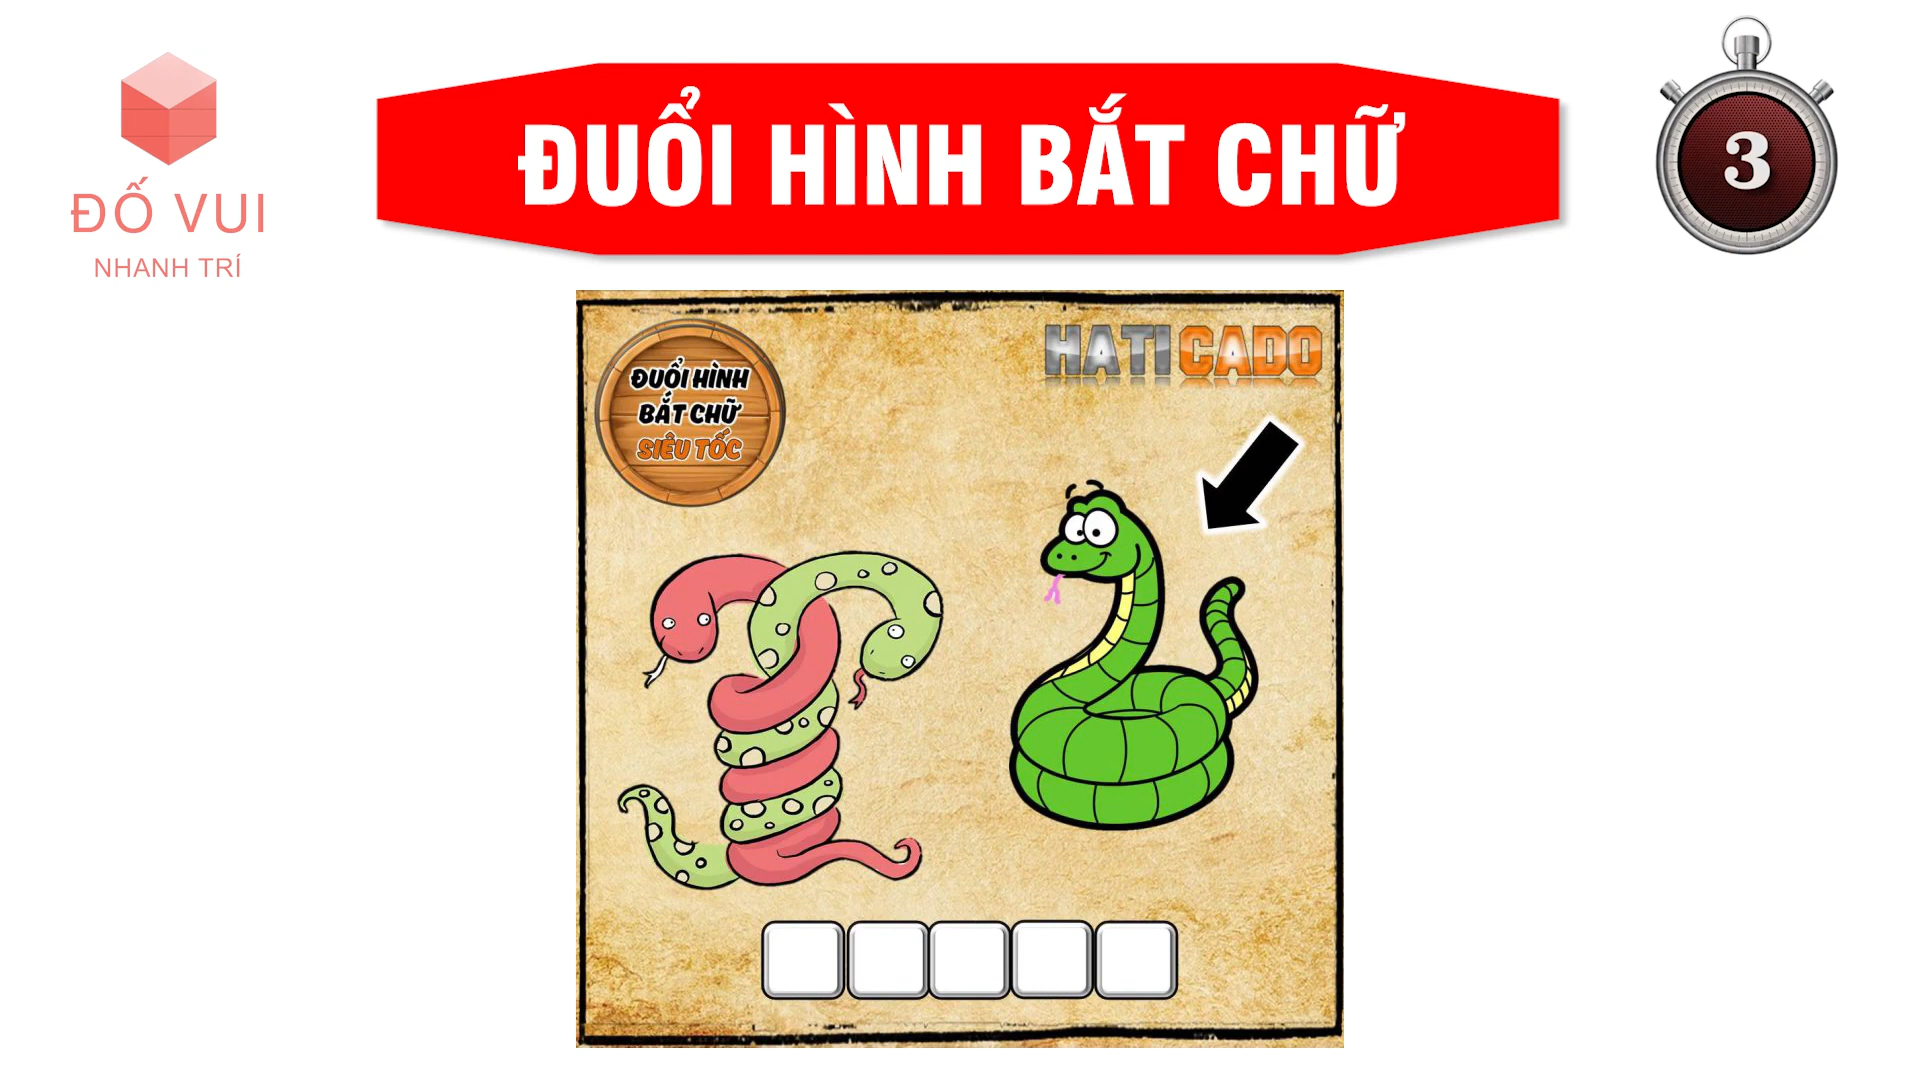 ĐỐ VUI
NHANH TRÍ
ĐUỔI HÌNH BẮT CHỮ
3
ĐUỔI HÌNH
BẮT CHỮ
SIÊU TỐC
HATICADO